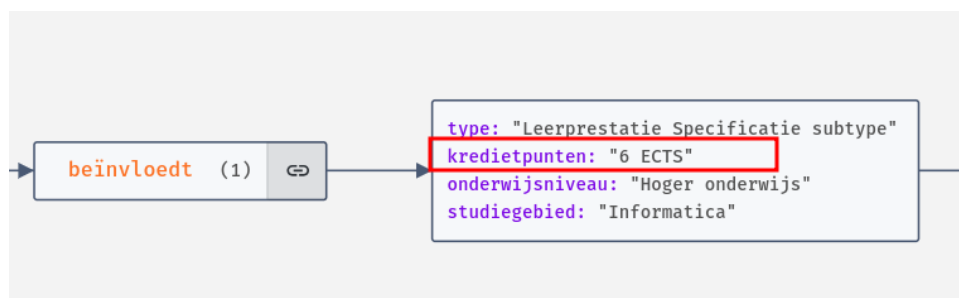 beïnvloedt (1)
type: "Leerprestatie Specificatie subtype"
kredietpunten: "6 ECTS"
onderwijsniveau: "Hoger onderwijs"
studiegebied: "Informatica"